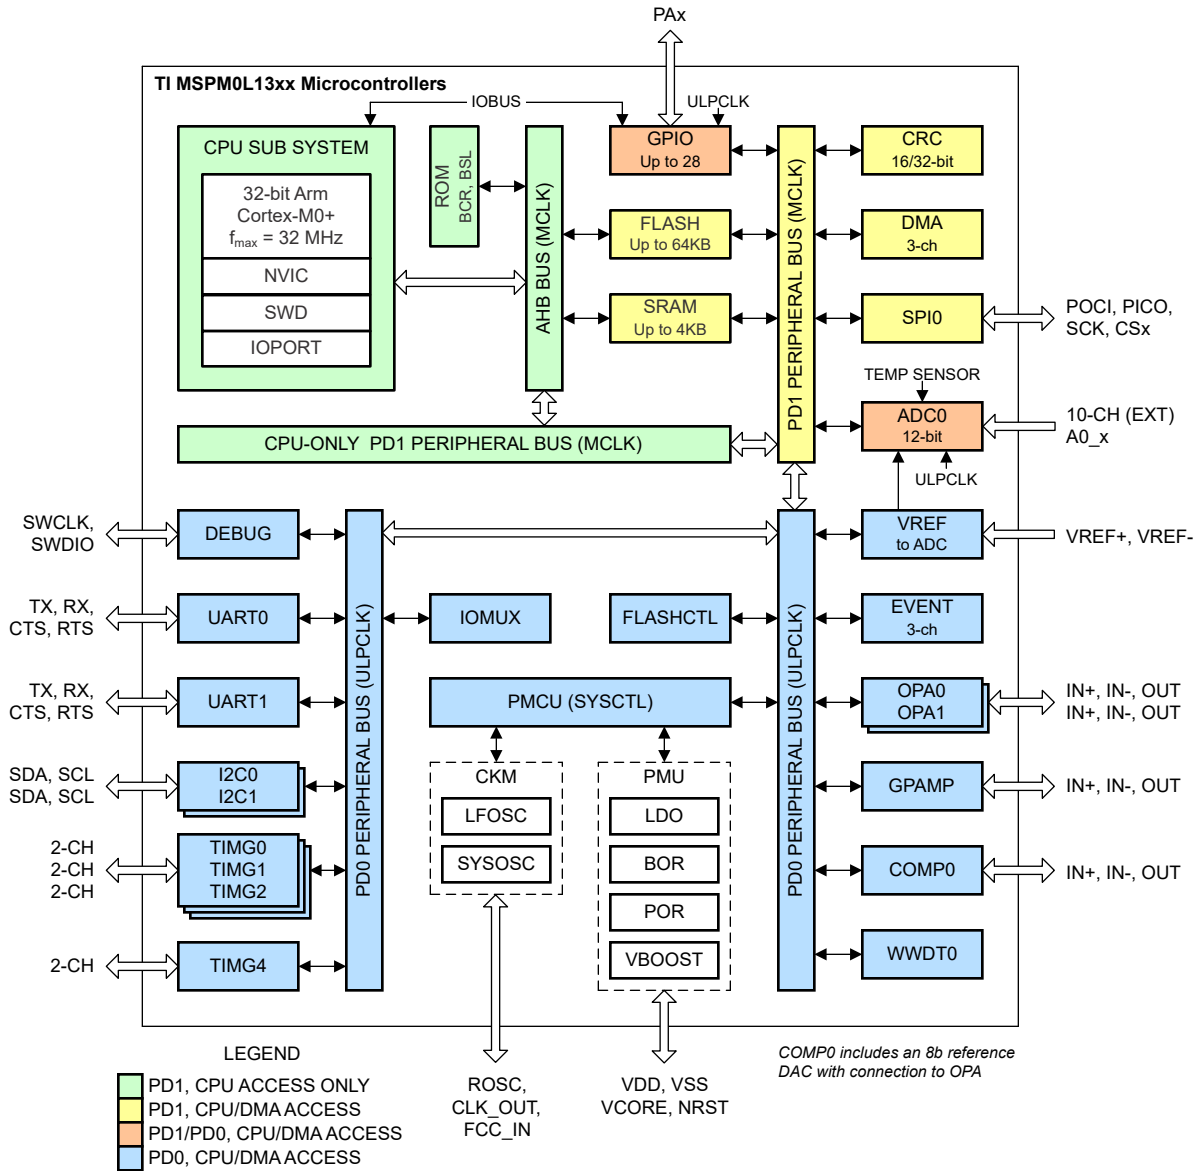 PAx
TI MSPM0L13xx Microcontrollers
IOBUS
ULPCLK
CPU SUB SYSTEM
32-bit Arm
Cortex-M0+
fmax = 32 MHz
NVIC
SWD
IOPORT
ROM
BCR, BSL
AHB BUS (MCLK)
GPIO
Up to 28
FLASH
Up to 64KB
SRAM
Up to 4KB
PD1 PERIPHERAL BUS (MCLK)
CRC
16/32-bit
DMA
3-ch
SPI0
POCI, PICO,
SCK, CSx
TEMP SENSOR
ADC0
12-bit
10-CH (EXT)
A0_x
ULPCLK
CPU-ONLY PD1 PERIPHERAL BUS (MCLK)
SWCLK,
SWDIO
DEBUG
TX, RX,
CTS, RTS
UART0
TX, RX,
CTS, RTS
UART1
SDA, SCL
SDA, SCL
I2C0
I2C1
2-CH
2-CH
2-CH
TIMG0
TIMG1
TIMG2
2-CH
TIMG4
PD0 PERIPHERAL BUS (ULPCLK)
IOMUX
FLASHCTL
PMCU (SYSCTL)
CKM
LFOSC
SYSOSC
PMU
LDO
BOR
POR
VBOOST
PD0 PERIPHERAL BUS (ULPCLK)
VREF
to ADC
VREF+, VREF-
EVENT
3-ch
OPA0
OPA1
IN+, IN-, OUT
IN+, IN-, OUT
GPAMP
IN+, IN-, OUT
COMP0
IN+, IN-, OUT
WWDT0
LEGEND
PD1, CPU ACCESS ONLY
PD1, CPU/DMA ACCESS
PD1/PD0, CPU/DMA ACCESS
PD0, CPU/DMA ACCESS
ROSC,
CLK_OUT,
FCC_IN
VDD, VSS
VCORE, NRST
COMP0 includes an 8b reference
DAC with connection to OPA